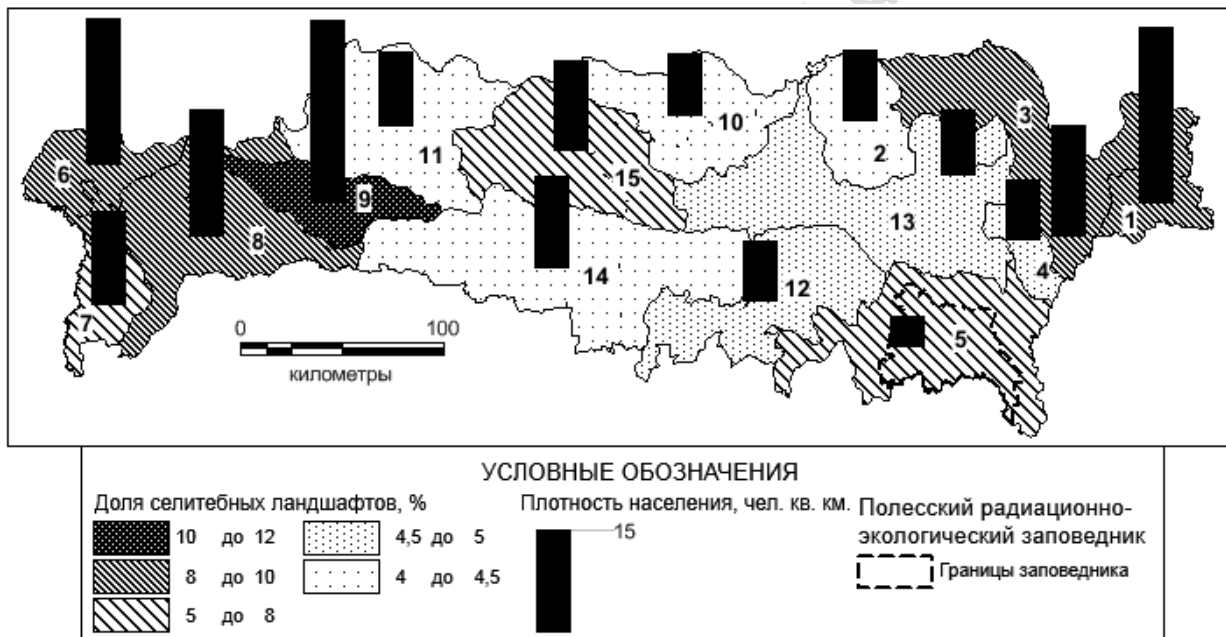 10
3
2
11
15
6
9
13
1
8
4
14
12
7
5
0 100
километры
УСЛОВНЫЕ ОБОЗНАЧЕНИЯ
Доля селитебных ландшафтов, %
10 до 12
8 до 10
5 до 8
4,5 до 5
4 до 4,5
Плотность населения, чел. кв. км.
15
Полесский радиационно-
экологический заповедник
Границы заповедника